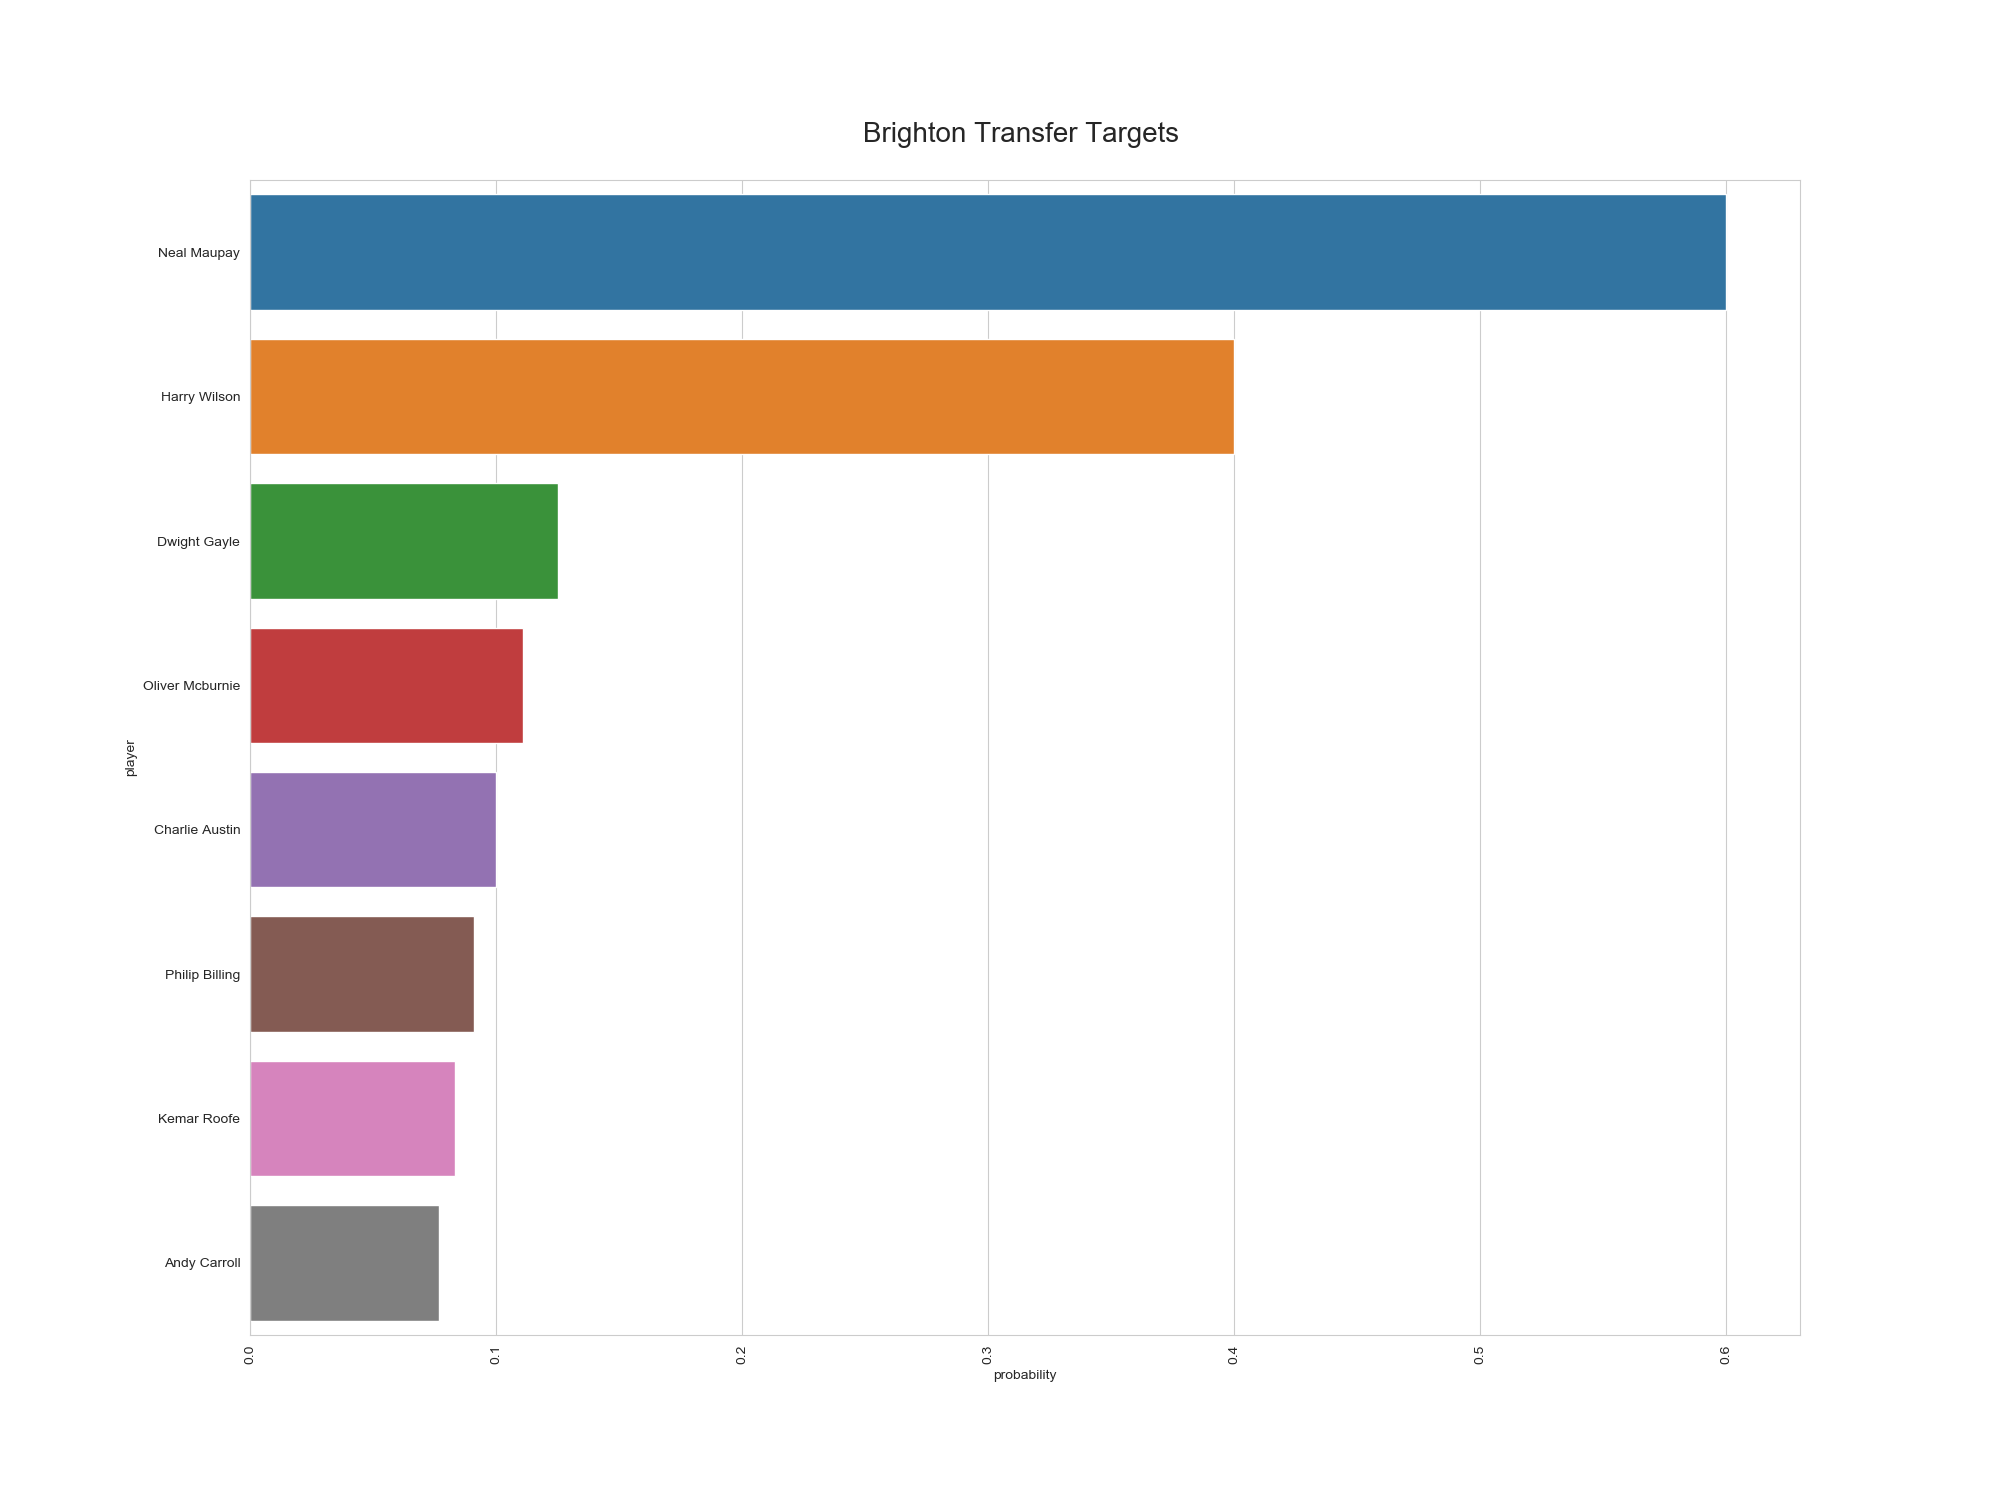 Brighton Transfer Targets
Neal Maupay
Harry Wilson
Dwight Gayle
Oliver Mcburnie
player
Charlie Austin
Philip Billing
Kemar Roofe
Andy Carroll
0.0
0.1
0.2
0.3
0.4
0.5
0.6
probability